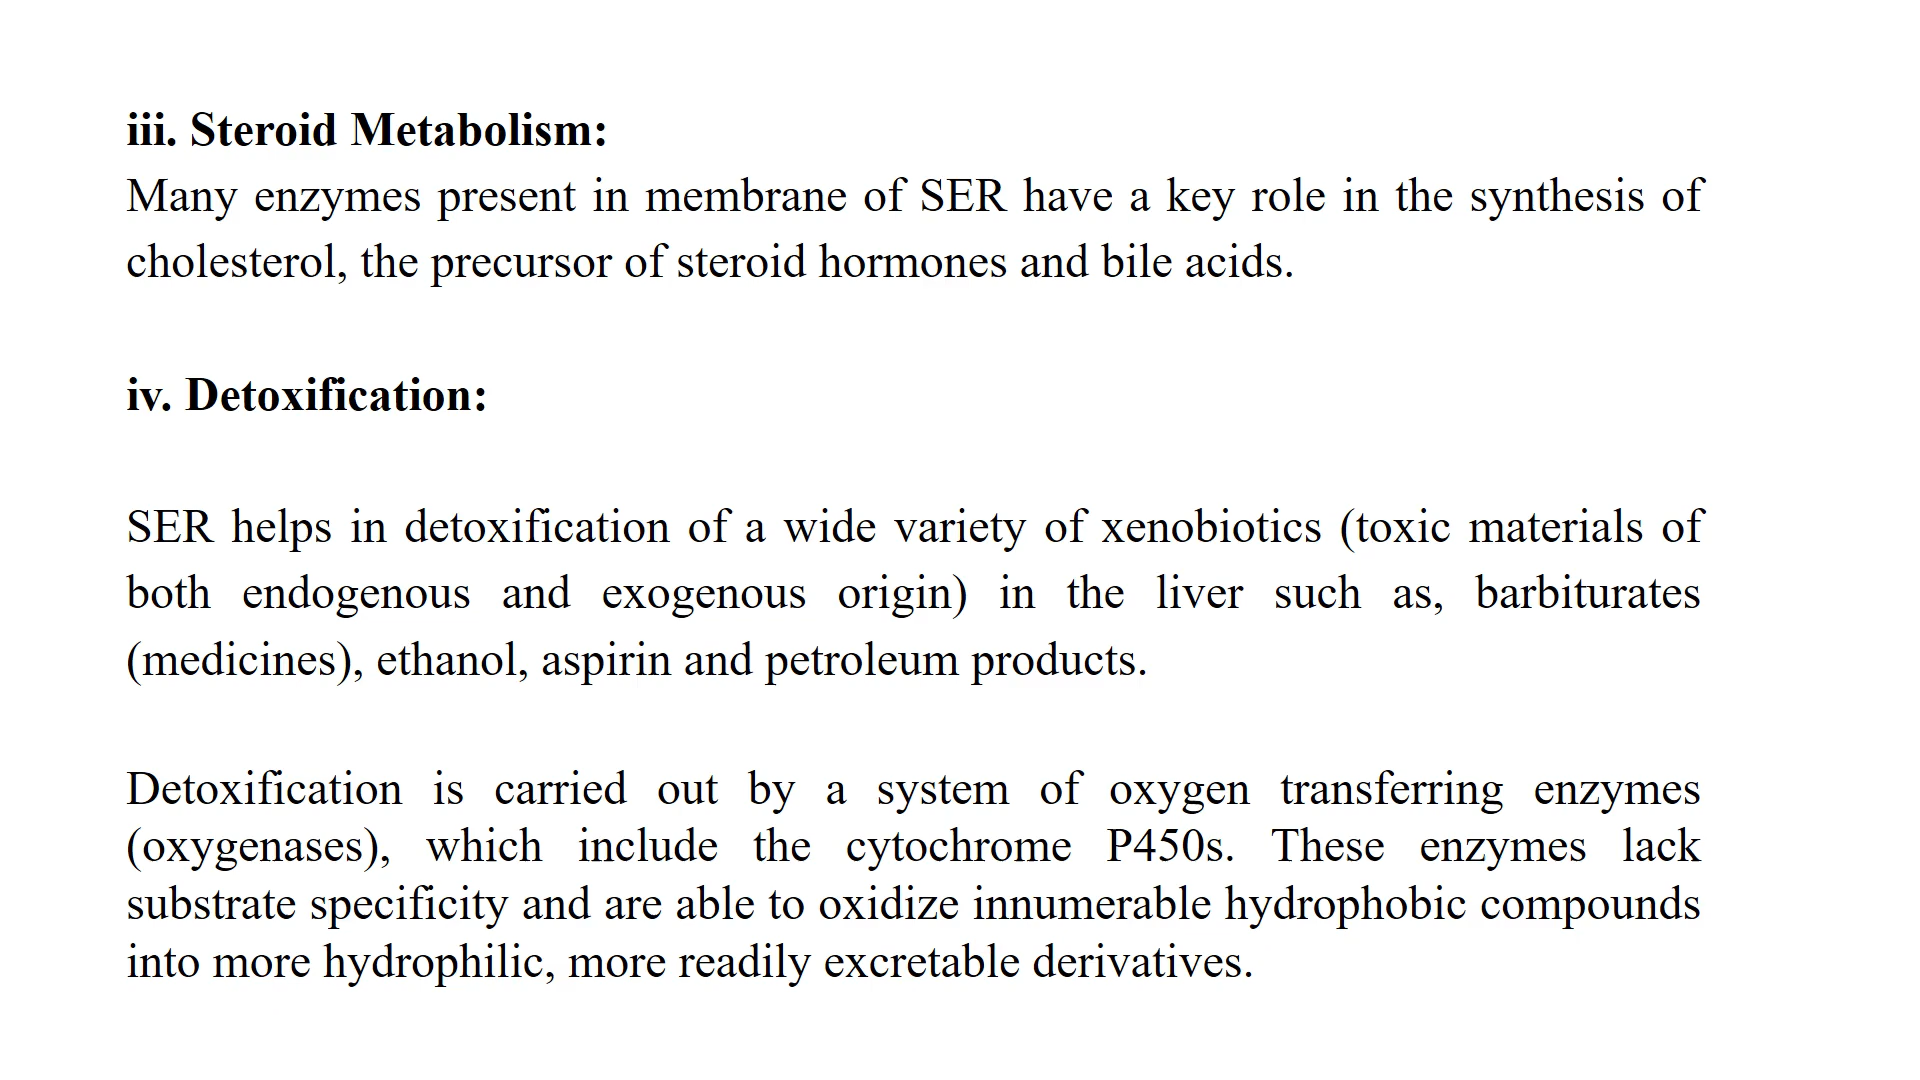 iii. Steroid Metabolism:
Many enzymes present in membrane of SER have a key role in the synthesis of
cholesterol, the precursor of steroid hormones and bile acids.
iv. Detoxification:
SER helps in detoxification of a wide variety of xenobiotics (toxic materials of
both endogenous and exogenous origin) in the liver such as, barbiturates
(medicines), ethanol, aspirin and petroleum products.
Detoxification is carried out by a system of oxygen transferring enzymes
(oxygenases), which include the cytochrome P450s. These enzymes lack
substrate specificity and are able to oxidize innumerable hydrophobic compounds
into more hydrophilic, more readily excretable derivatives.